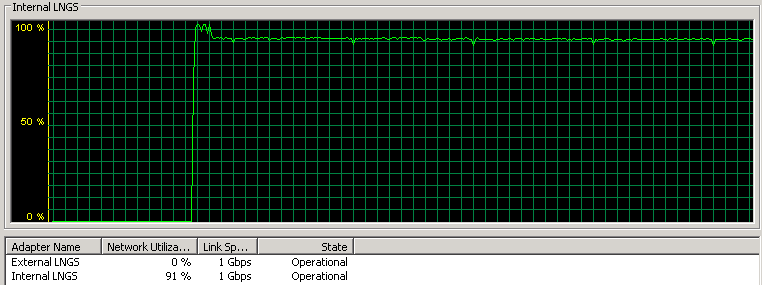 Internal LNGS
100 %
50 %
0 %
Adapter Name Network Utiliza... Link Sp... State
External LNGS 0 % 1 Gbps Operational
Internal LNGS 91 % 1 Gbps Operational